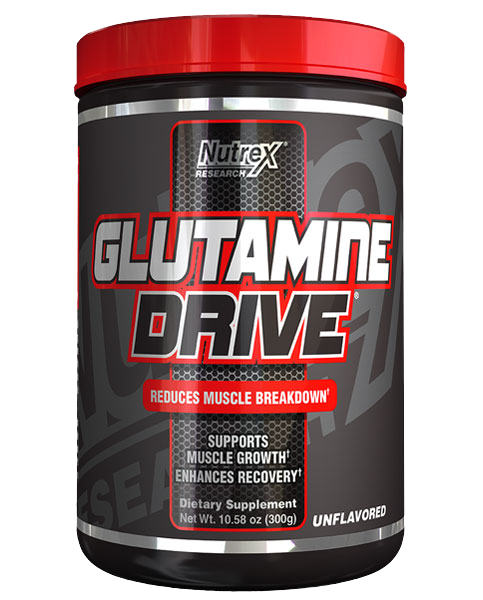 Nutrex®
RESEARCH
GLUTAMINE
DRIVE®
REDUCES MUSCLE BREAKDOWN†
SUPPORTS
MUSCLE GROWTH†
ENHANCES RECOVERY†
Dietary Supplement
Net Wt. 10.58 oz (300g)
UNFLAVORED